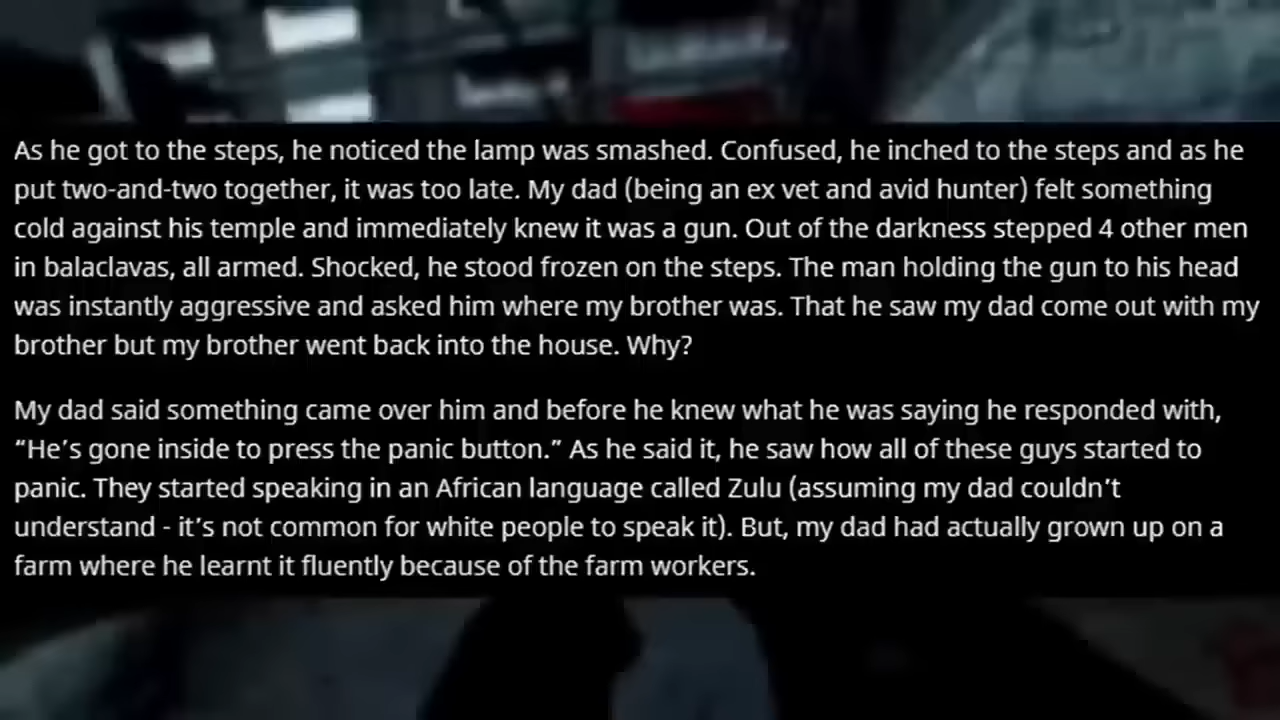 As he got to the steps, he noticed the lamp was smashed. Confused, he inched to the steps and as he
put two-and-two together, it was too late. My dad (being an ex vet and avid hunter) felt something
cold against his temple and immediately knew it was a gun. Out of the darkness stepped 4 other men
in balaclavas, all armed. Shocked, he stood frozen on the steps. The man holding the gun to his head
was instantly aggressive and asked him where my brother was. That he saw my dad come out with my
brother but my brother went back into the house. Why?
My dad said something came over him and before he knew what he was saying he responded with,
“He’s gone inside to press the panic button.” As he said it, he saw how all of these guys started to
panic. They started speaking in an African language called Zulu (assuming my dad couldn’t
understand - it’s not common for white people to speak it). But, my dad had actually grown up on a
farm where he learnt it fluently because of the farm workers.